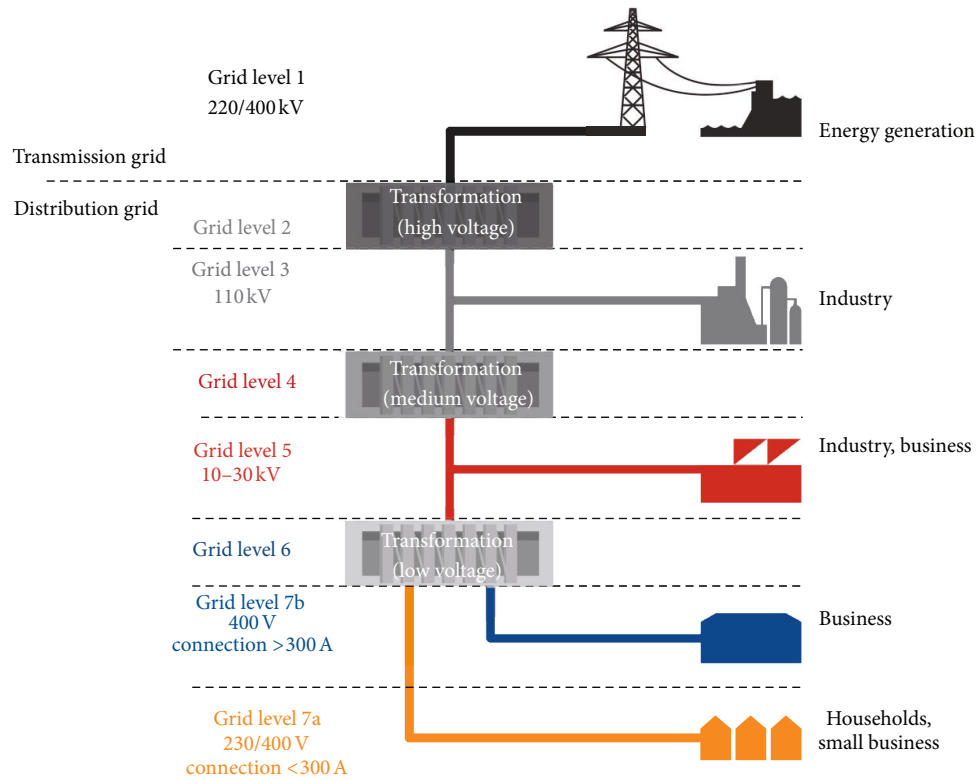 Grid level 1
220/400 kV
Energy generation
Transmission grid
Distribution grid
Transformation
(high voltage)
Grid level 2
Grid level 3
110 kV
Industry
Transformation
(medium voltage)
Grid level 4
Grid level 5
10–30 kV
Industry, business
Transformation
(low voltage)
Grid level 6
Grid level 7b
400 V
connection >300 A
Business
Grid level 7a
230/400 V
connection <300 A
Households,
small business